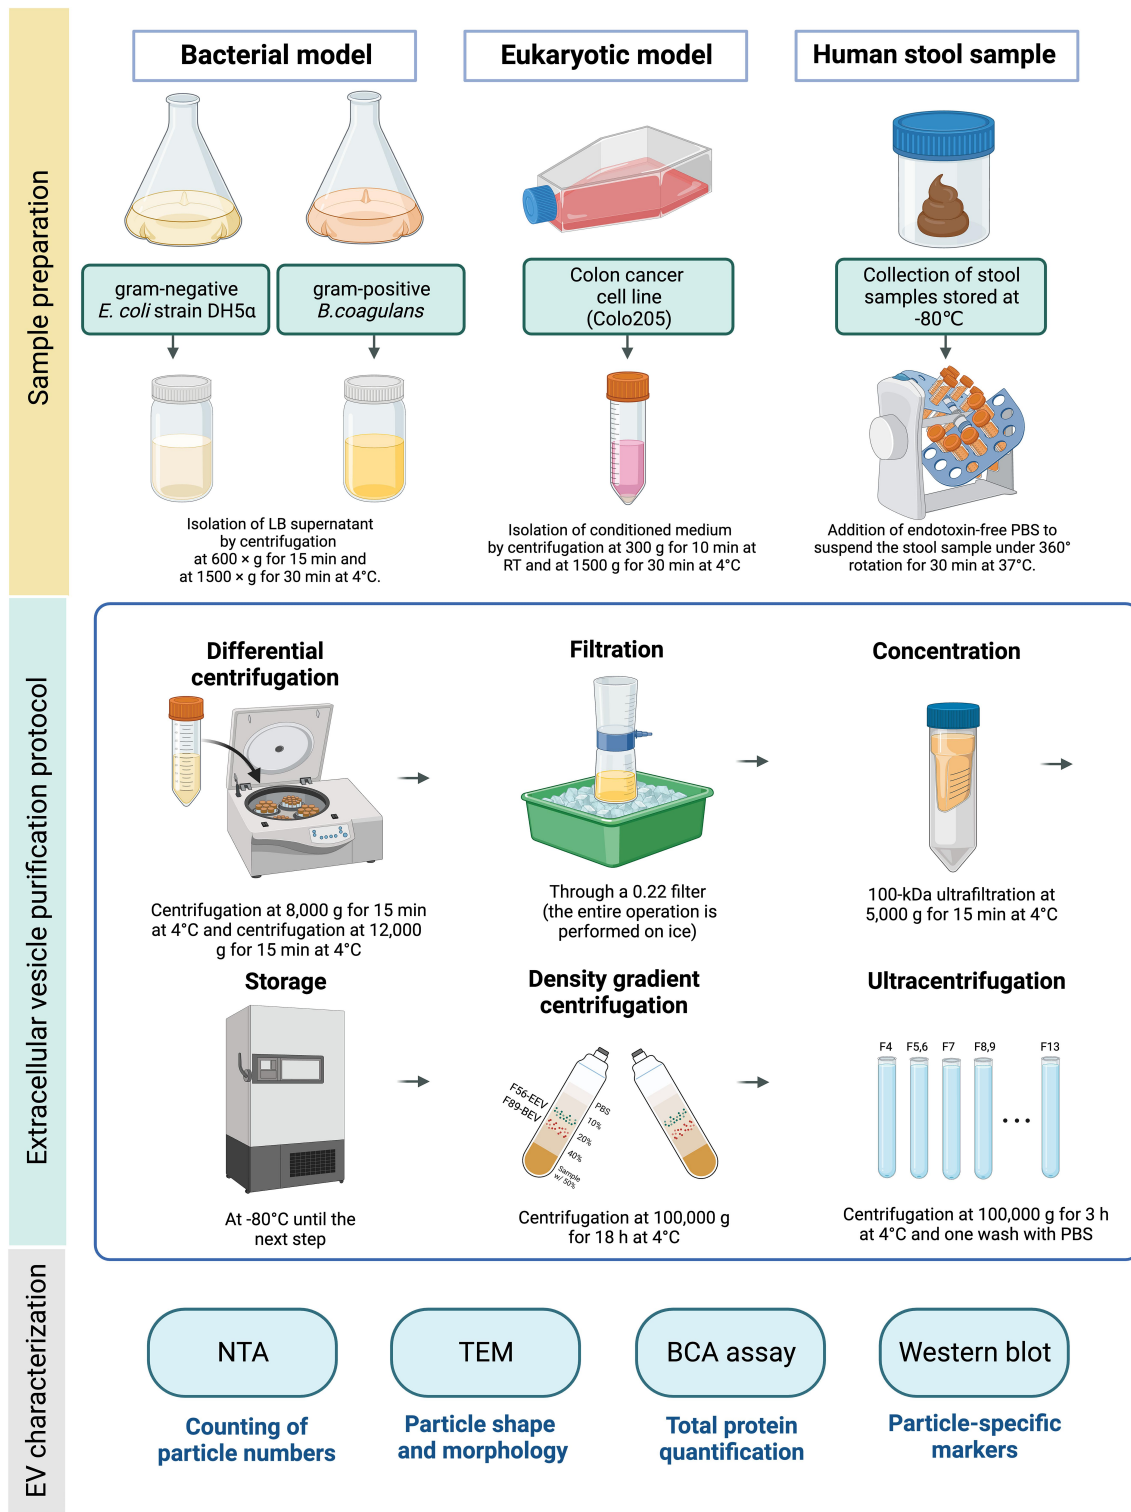 Sample preparation
Bacterial model
Eukaryotic model
Human stool sample
gram-negative
E. coli strain DH5α
gram-positive
B.coagulans
Colon cancer
cell line
(Colo205)
Collection of stool
samples stored at
-80℃
Isolation of LB supernatant
by centrifugation
at 600 × g for 15 min and
at 1500 × g for 30 min at 4°C.
Isolation of conditioned medium
by centrifugation at 300 g for 10 min at
RT and at 1500 g for 30 min at 4°C
Addition of endotoxin-free PBS to
suspend the stool sample under 360°
rotation for 30 min at 37°C.
Extracellular vesicle purification protocol
Differential
centrifugation
Filtration
Concentration
Centrifugation at 8,000 g for 15 min
at 4°C and centrifugation at 12,000
g for 15 min at 4°C
Through a 0.22 filter
(the entire operation is
performed on ice)
100-kDa ultrafiltration at
5,000 g for 15 min at 4°C
Storage
Density gradient
centrifugation
Ultracentrifugation
F56-EEV
F89-BEV
PBS
10%
20%
40%
Sample
w/ 50%
F4
F5,6
F7
F8,9
F13
...
At -80°C until the
next step
Centrifugation at 100,000 g
for 18 h at 4°C
Centrifugation at 100,000 g for 3 h
at 4°C and one wash with PBS
EV characterization
NTA
TEM
BCA assay
Western blot
Counting of
particle numbers
Particle shape
and morphology
Total protein
quantification
Particle-specific
markers